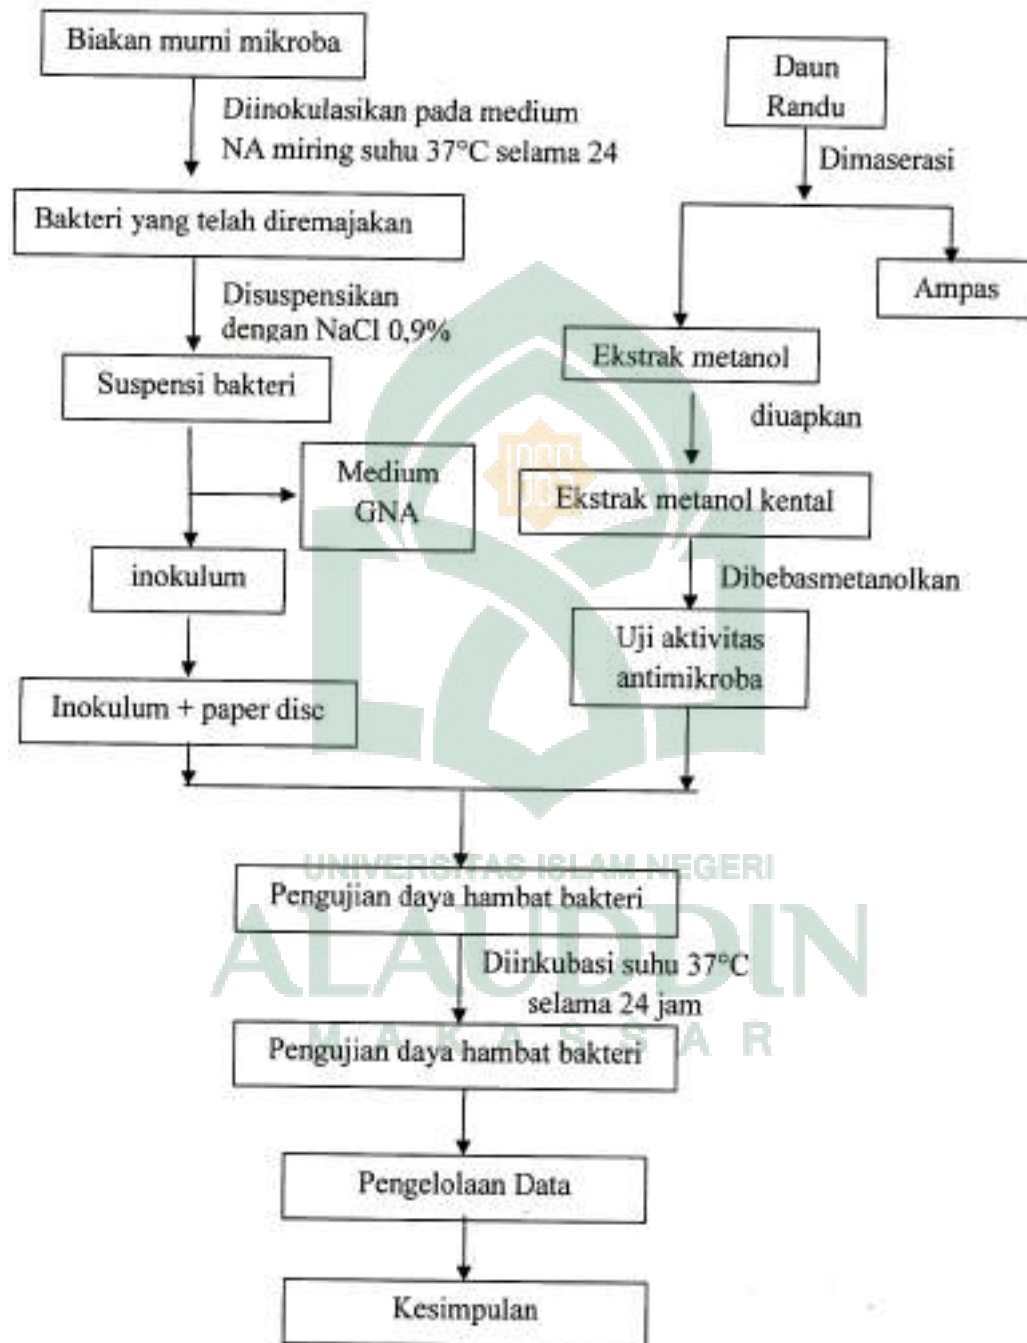 Biakan murni mikroba
Diinokulasikan pada medium
NA miring suhu 37°C selama 24
Bakteri yang telah diremajakan
Disuspensikan
dengan NaCl 0,9%
Suspensi bakteri
Medium
GNA
inokulum
Inokulum + paper disc
Daun
Randu
Dimaserasi
Ampas
Ekstrak metanol
diuapkan
Ekstrak metanol kental
Dibebasmetanolkan
Uji aktivitas
antimikroba
UNIVERSITAS ISLAM NEGERI
Pengujian daya hambat bakteri
ALAUDDIN
Diinkubasi suhu 37°C
selama 24 jam
MAKASSAR
Pengujian daya hambat bakteri
Pengelolaan Data
Kesimpulan